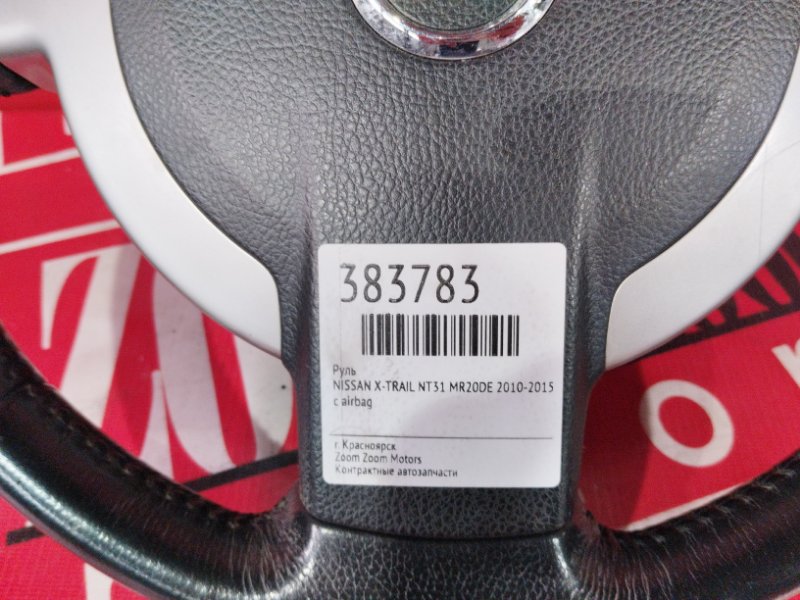 383783
Руль
NISSAN X-TRAIL NT31 MR20DE 2010-2015
с airbag
г. Красноярск
Zoom Zoom Motors
Контрактные автозапчасти